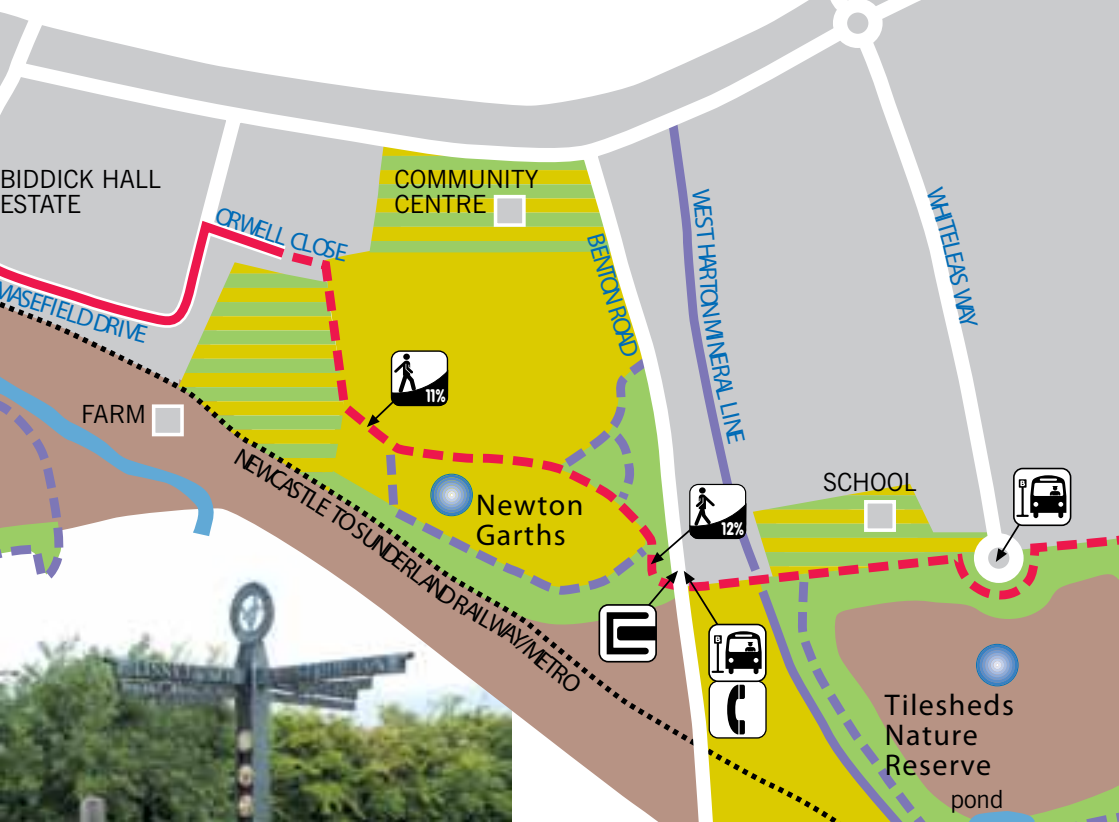 BIDDICK HALL
ESTATE
COMMUNITY
CENTRE
ORWELL CLOSE
MASEFIELD DRIVE
BENTON ROAD
WEST HARTON MINERAL LINE
WHITELEAS WAY
11%
FARM
NEWCASTLE TO SUNDERLAND RAILWAY/METRO
Newton
Garths
12%
SCHOOL
B
B
Tilesheds
Nature
Reserve
pond